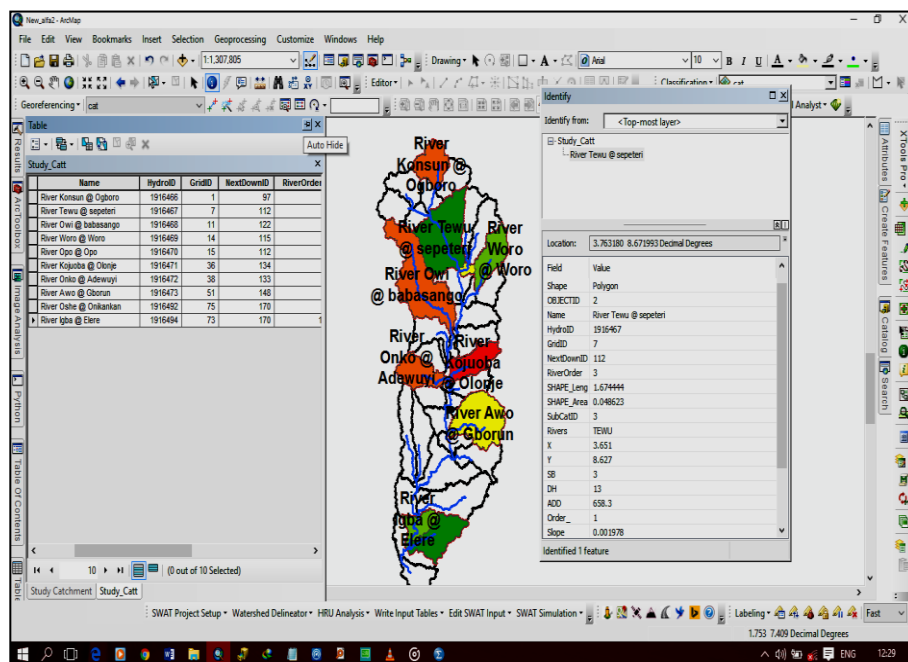 New_alfa2 - ArcMap
File Edit View Bookmarks Insert Selection Geoprocessing Customize Windows Help
1:1,307,805
Drawing
Arial
10
B I U A
Editor
Classification
cat
Georeferencing
cat
Analyst
Table
Auto Hide
Study_Catt
Name HydroID GridID NextDownID RiverOrder
River Konsun @ Ogboro 1916466 1 97
River Tewu @ sepeteri 1916467 7 112
River Owi @ babasango 1916468 11 122
River Woro @ Woro 1916469 14 115
River Opo @ Opo 1916470 15 112
River Kojuoba @ Olonje 1916471 36 134
River Onko @ Adewuyi 1916472 38 133
River Awo @ Gborun 1916473 51 148
River Oshe @ Onikankan 1916492 75 170
River Igba @ Elere 1916494 73 170 1
10
(0 out of 10 Selected)
Study Catchment Study_Catt
Results
ArcToolbox
Image Analysis
Python
Table Of Contents
Table
River
Konsun @
Ogboro
River Tewu
@ sepeteri
River
Woro
@ Woro
River Owi
@ babasango
River
Onko @
Adewuyi
River
Kojuoba
@ Olonje
River Awo
@ Gborun
River
Igba @
Elere
Identify
Identify from: <Top-most layer>
Study_Catt
River Tewu @ sepeteri
Location: 3.763180 8.671993 Decimal Degrees
Field Value
Shape Polygon
OBJECTID 2
Name River Tewu @ sepeteri
HydroID 1916467
GridID 7
NextDownID 112
RiverOrder 3
SHAPE_Leng 1.674444
SHAPE_Area 0.048623
SubCatID 3
Rivers TEWU
X 3.651
Y 8.627
SB 3
DH 13
ADD 658.3
Order_ 1
Slope 0.001978
Identified 1 feature
Attributes
Create Features
Catalog
Search
XTools Pro
SWAT Project Setup Watershed Delineator HRU Analysis Write Input Tables Edit SWAT Input SWAT Simulation
Labeling
Fast
1.753 7.409 Decimal Degrees
ENG 12:29